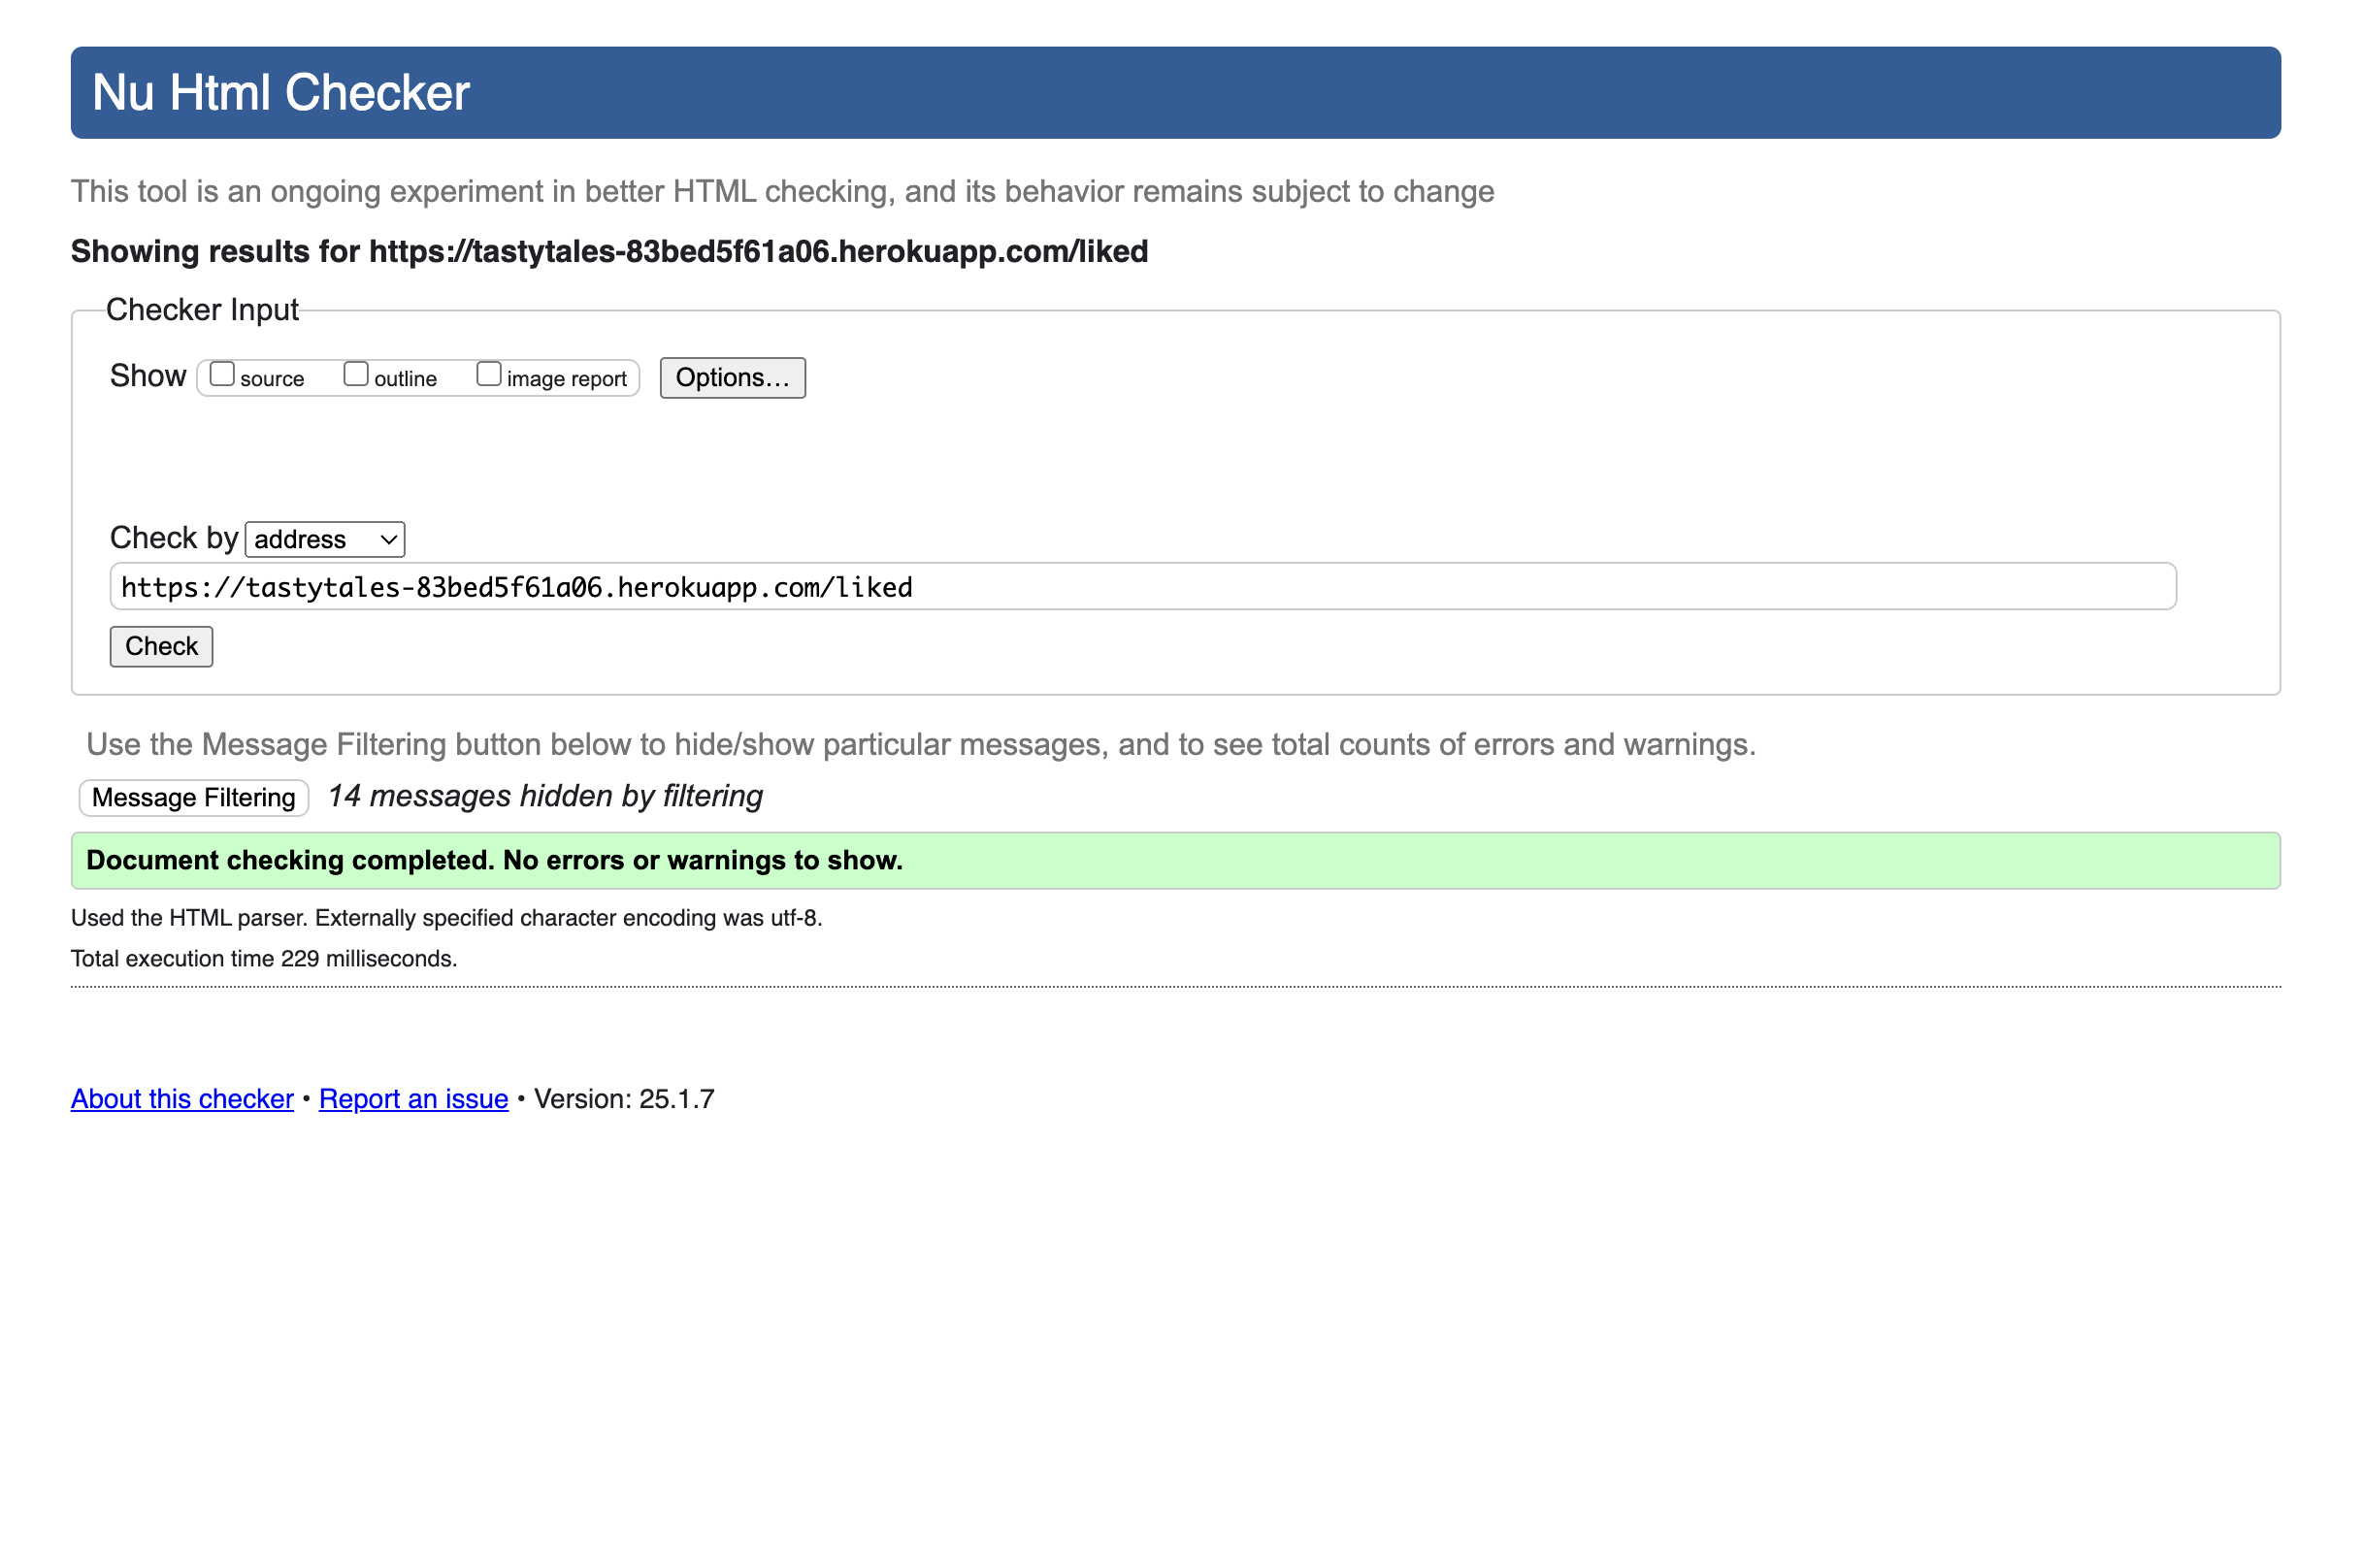 Nu Html Checker
This tool is an ongoing experiment in better HTML checking, and its behavior remains subject to change
Showing results for https://tastytales-83bed5f61a06.herokuapp.com/liked
Checker Input
Show source outline image report Options…
Check by address
https://tastytales-83bed5f61a06.herokuapp.com/liked
Check
Use the Message Filtering button below to hide/show particular messages, and to see total counts of errors and warnings.
Message Filtering 14 messages hidden by filtering
Document checking completed. No errors or warnings to show.
Used the HTML parser. Externally specified character encoding was utf-8.
Total execution time 229 milliseconds.
About this checker • Report an issue • Version: 25.1.7